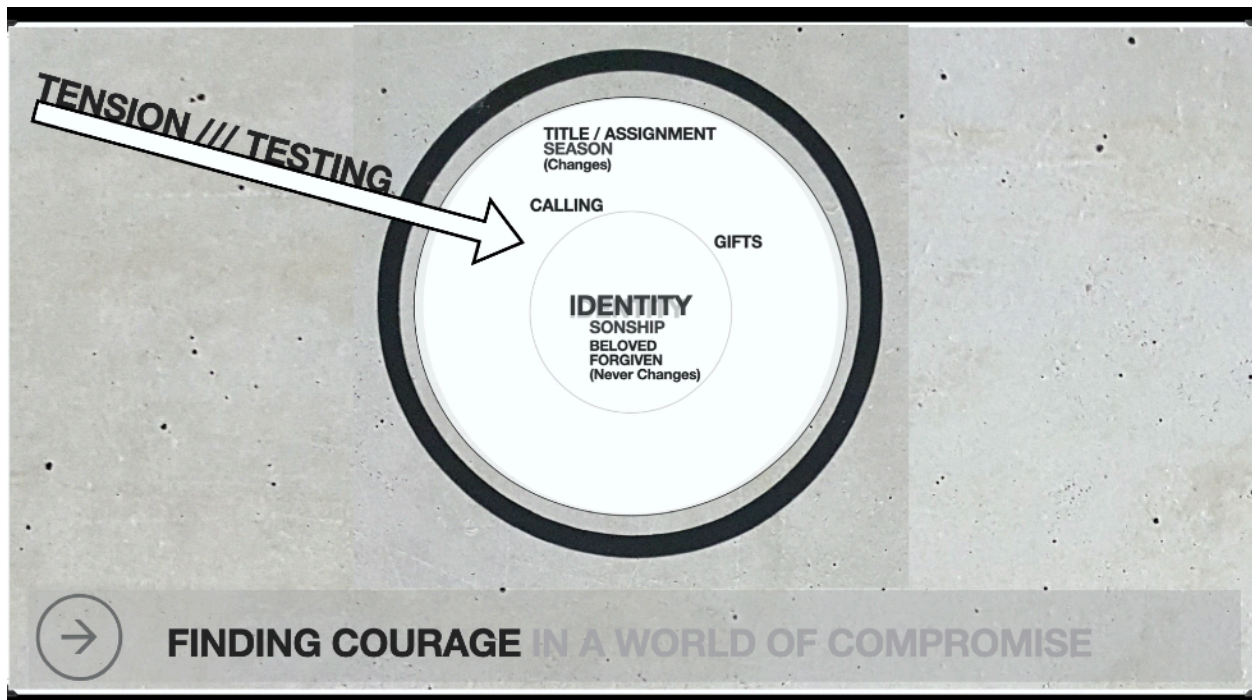 TENSION /// TESTING
TITLE / ASSIGNMENT
SEASON
(Changes)
CALLING
GIFTS
IDENTITY
SONSHIP
BELOVED
FORGIVEN
(Never Changes)
FINDING COURAGE IN A WORLD OF COMPROMISE